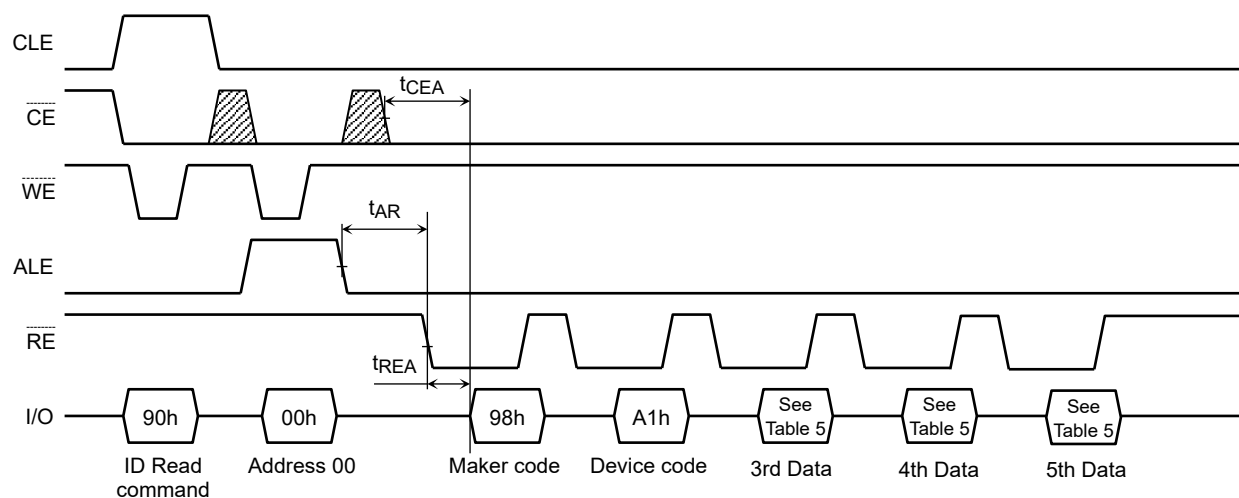 CLE
CE
tCEA
WE
tAR
ALE
RE
tREA
I/O
90h
00h
98h
A1h
See
Table 5
See
Table 5
See
Table 5
ID Read
command
Address 00
Maker code
Device code
3rd Data
4th Data
5th Data